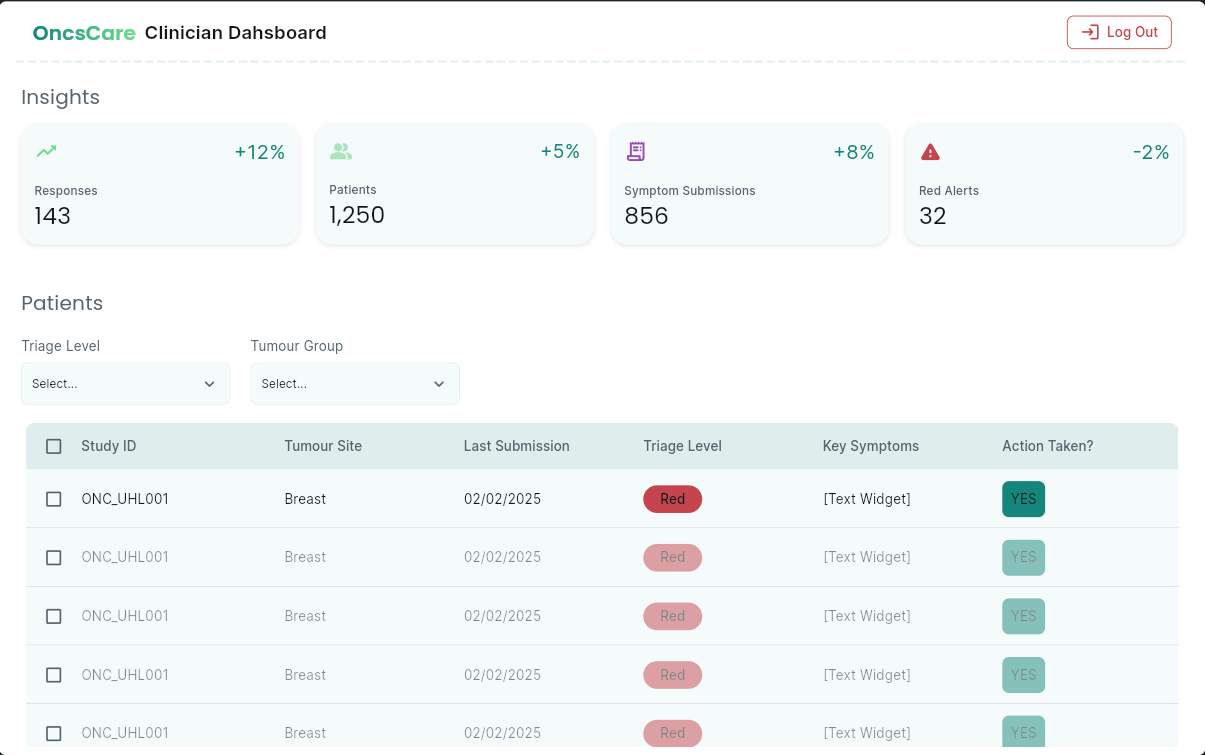 OncsCare Clinician Dahsboard Log Out
Insights
+12% +5% +8% -2%
Responses Patients Symptom Submissions Red Alerts
143 1,250 856 32
Patients
Triage Level Tumour Group
Select... Select...
Study ID Tumour Site Last Submission Triage Level Key Symptoms Action Taken?
ONC_UHL001 Breast 02/02/2025 Red [Text Widget] YES
ONC_UHL001 Breast 02/02/2025 Red [Text Widget] YES
ONC_UHL001 Breast 02/02/2025 Red [Text Widget] YES
ONC_UHL001 Breast 02/02/2025 Red [Text Widget] YES
ONC_UHL001 Breast 02/02/2025 Red [Text Widget] YES